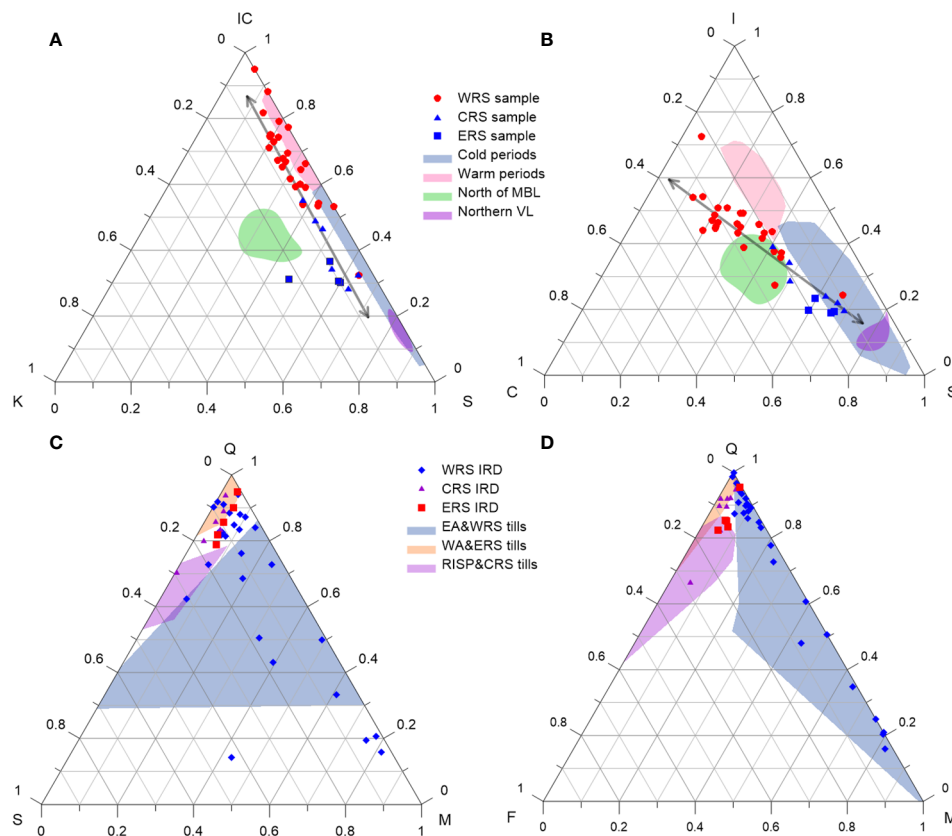 IC
A
0
1
0.2
0.8
0.4
0.6
0.6
0.4
0.8
0.2
1
0
K
S
0
0.2
0.4
0.6
0.8
1
WRS sample
CRS sample
ERS sample
Cold periods
Warm periods
North of MBL
Northern VL
I
B
0
1
0.2
0.8
0.4
0.6
0.6
0.4
0.8
0.2
1
0
C
S
0
0.2
0.4
0.6
0.8
1
C
Q
0
1
0.2
0.8
0.4
0.6
0.6
0.4
0.8
0.2
1
0
S
M
0
0.2
0.4
0.6
0.8
1
WRS IRD
CRS IRD
ERS IRD
EA&WRS tills
WA&ERS tills
RISP&CRS tills
D
Q
0
1
0.2
0.8
0.4
0.6
0.6
0.4
0.8
0.2
1
0
F
M
0
0.2
0.4
0.6
0.8
1